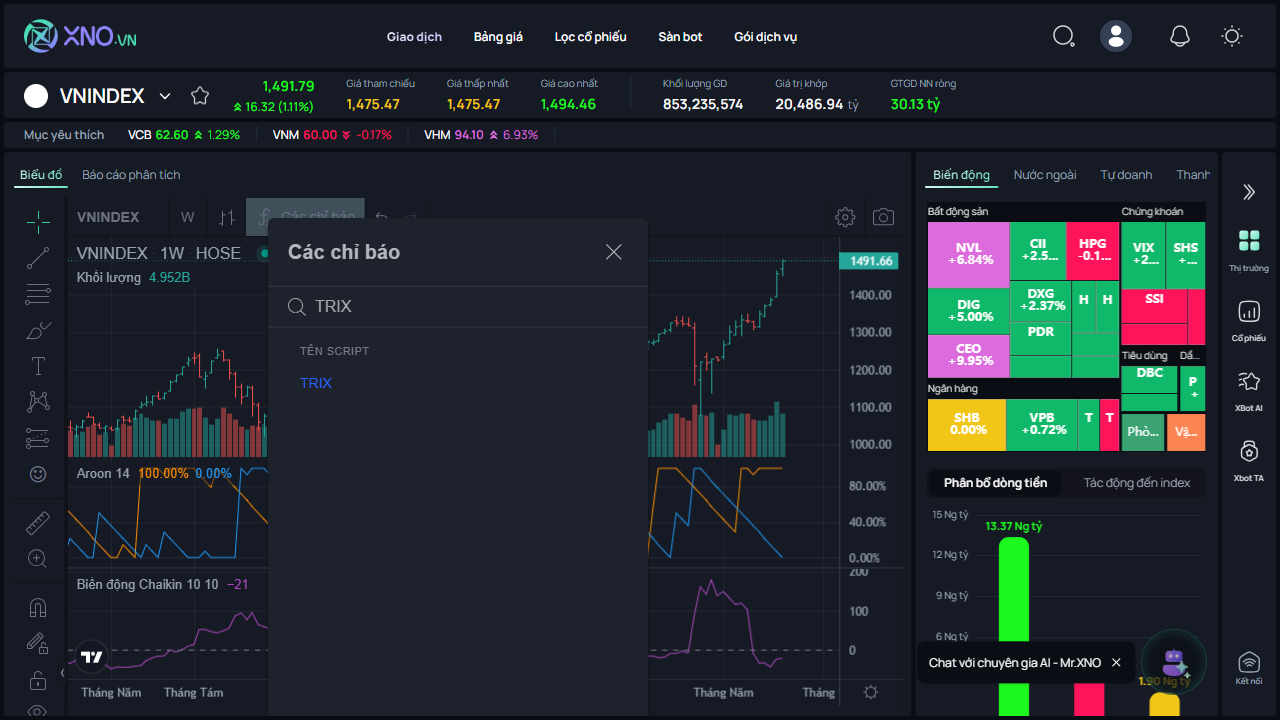 XNO.VN
Giao dịch
Bảng giá
Lọc cổ phiếu
Sàn bot
Gói dịch vụ
VNINDEX
1,491.79
16.32 (1.11%)
Giá tham chiếu
1,475.47
Giá thấp nhất
1,475.47
Giá cao nhất
1,494.46
Khối lượng GD
853,235,574
Giá trị khớp
20,486.94 tỷ
GTGD NN ròng
30.13 tỷ
Mục yêu thích
VCB 62.60 1.29%
VNM 60.00 -0.17%
VHM 94.10 6.93%
Biểu đồ
Báo cáo phân tích
VNINDEX
W
Các chỉ báo
VNINDEX · 1W · HOSE
Khối lượng 4.952B
1491.66
1400.00
1300.00
1200.00
1100.00
1000.00
Aroon 14 100.00% 0.00%
80.00%
40.00%
0.00%
Biên động Chaikin 10 10 −21
200
100
0
Tháng Năm
Tháng Tám
Tháng Năm
Tháng
Các chỉ báo
TRIX
TÊN SCRIPT
TRIX
Biến động
Nước ngoài
Tự doanh
Thanh
Bất động sản
NVL
+6.84%
DIG
+5.00%
CEO
+9.95%
CII
+2.5...
HPG
-0.1...
DXG
+2.37%
H
H
PDR
Chứng khoán
VIX
+2...
SHS
+...
SSI
Tiêu dùng
DBC
Dầ...
P
+
Ngân hàng
SHB
0.00%
VPB
+0.72%
T
T
Phò...
Vậ...
Phân bổ dòng tiền
Tác động đến index
15 Ng tỷ
12 Ng tỷ
9 Ng tỷ
6 Ng tỷ
13.37 Ng tỷ
1.90 Ng tỷ
Chat với chuyên gia AI - Mr.XNO
Thị trường
Cổ phiếu
XBot AI
Xbot TA
Kết nối